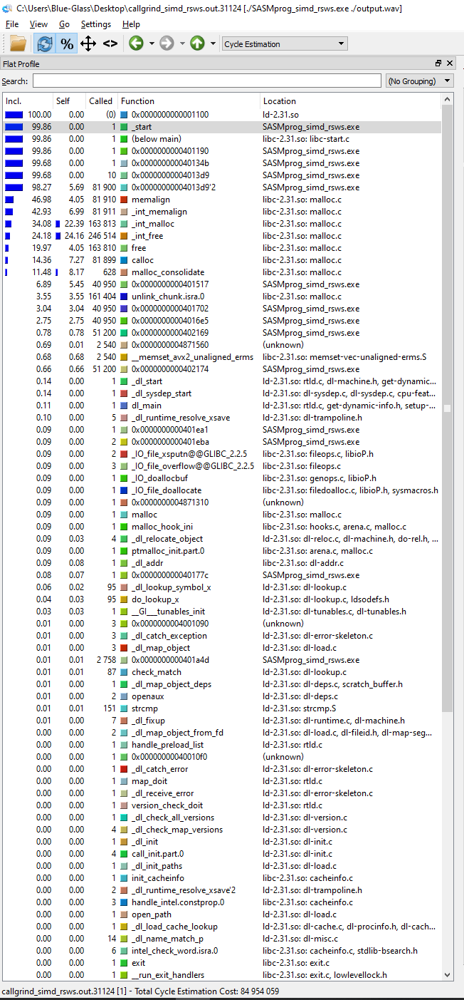 C:\Users\Blue-Glass\Desktop\callgrind_simd_rsws.out.31124 [./SASMprog_simd_rsws.exe ./output.wav]
File View Go Settings Help
% <> Cycle Estimation
Flat Profile
Search: (No Grouping)
Incl. Self Called Function Location
100.00 0.00 (0) 0x0000000000001100 ld-2.31.so
99.86 0.00 1 _start SASMprog_simd_rsws.exe
99.86 0.00 1 (below main) libc-2.31.so: libc-start.c
99.86 0.00 1 0x0000000000401190 SASMprog_simd_rsws.exe
99.68 0.00 1 0x000000000040134b SASMprog_simd_rsws.exe
99.68 0.00 10 0x00000000004013d9 SASMprog_simd_rsws.exe
98.27 5.69 81 900 0x00000000004013d9'2 SASMprog_simd_rsws.exe
46.98 4.05 81 910 memalign libc-2.31.so: malloc.c
42.93 6.99 81 911 _int_memalign libc-2.31.so: malloc.c
34.08 22.39 163 813 _int_malloc libc-2.31.so: malloc.c
24.18 24.16 246 514 _int_free libc-2.31.so: malloc.c
19.97 4.05 163 810 free libc-2.31.so: malloc.c
14.36 7.27 81 899 calloc libc-2.31.so: malloc.c
11.48 8.17 628 malloc_consolidate libc-2.31.so: malloc.c
6.89 5.45 40 950 0x0000000000401517 SASMprog_simd_rsws.exe
3.55 3.55 161 404 unlink_chunk.isra.0 libc-2.31.so: malloc.c
3.04 3.04 40 950 0x0000000000401702 SASMprog_simd_rsws.exe
2.75 2.75 40 950 0x00000000004016e5 SASMprog_simd_rsws.exe
0.78 0.78 51 200 0x0000000000402169 SASMprog_simd_rsws.exe
0.69 0.01 2 540 0x0000000004871560 (unknown)
0.68 0.68 2 540 __memset_avx2_unaligned_erms libc-2.31.so: memset-vec-unaligned-erms.S
0.66 0.66 51 200 0x0000000000402174 SASMprog_simd_rsws.exe
0.14 0.00 1 _dl_start ld-2.31.so: rtld.c, dl-machine.h, get-dynamic...
0.14 0.00 1 _dl_sysdep_start ld-2.31.so: dl-sysdep.c, dl-sysdep.c, cpu-feat...
0.11 0.00 1 dl_main ld-2.31.so: rtld.c, get-dynamic-info.h, setup-...
0.10 0.00 5 _dl_runtime_resolve_xsave ld-2.31.so: dl-trampoline.h
0.09 0.00 1 0x0000000000401ea1 SASMprog_simd_rsws.exe
0.09 0.00 2 0x0000000000401eba SASMprog_simd_rsws.exe
0.09 0.00 2 _IO_file_xsputn@@GLIBC_2.2.5 libc-2.31.so: fileops.c, libioP.h
0.09 0.00 3 _IO_file_overflow@@GLIBC_2.2.5 libc-2.31.so: fileops.c
0.09 0.00 1 _IO_doallocbuf libc-2.31.so: genops.c, libioP.h
0.09 0.00 1 _IO_file_doallocate libc-2.31.so: filedoalloc.c, libioP.h, sysmacros.h
0.09 0.00 1 0x0000000004871310 (unknown)
0.09 0.00 1 malloc libc-2.31.so: malloc.c
0.09 0.00 1 malloc_hook_ini libc-2.31.so: hooks.c, arena.c, malloc.c
0.09 0.03 4 _dl_relocate_object ld-2.31.so: dl-reloc.c, dl-machine.h, do-rel.h, ...
0.09 0.00 1 ptmalloc_init.part.0 libc-2.31.so: arena.c, malloc.c
0.09 0.08 1 _dl_addr libc-2.31.so: dl-addr.c
0.08 0.07 1 0x000000000040177c SASMprog_simd_rsws.exe
0.06 0.02 95 _dl_lookup_symbol_x ld-2.31.so: dl-lookup.c
0.04 0.03 95 do_lookup_x ld-2.31.so: dl-lookup.c, ldsodefs.h
0.03 0.03 1 __GI___tunables_init ld-2.31.so: dl-tunables.c, dl-tunables.h
0.01 0.00 3 0x0000000004001090 (unknown)
0.01 0.00 3 _dl_catch_exception ld-2.31.so: dl-error-skeleton.c
0.01 0.00 3 _dl_map_object ld-2.31.so: dl-load.c
0.01 0.01 2 758 0x0000000000401a4d SASMprog_simd_rsws.exe
0.01 0.01 87 check_match ld-2.31.so: dl-lookup.c
0.01 0.00 1 _dl_map_object_deps ld-2.31.so: dl-deps.c, scratch_buffer.h
0.01 0.00 2 openaux ld-2.31.so: dl-deps.c
0.01 0.01 151 strcmp ld-2.31.so: strcmp.S
0.01 0.00 7 _dl_fixup ld-2.31.so: dl-runtime.c, dl-machine.h
0.00 0.00 2 _dl_map_object_from_fd ld-2.31.so: dl-load.c, dl-fileid.h, dl-map-seg...
0.00 0.00 1 handle_preload_list ld-2.31.so: rtld.c
0.00 0.00 1 0x00000000040010f0 (unknown)
0.00 0.00 1 _dl_catch_error ld-2.31.so: dl-error-skeleton.c
0.00 0.00 1 map_doit ld-2.31.so: rtld.c
0.00 0.00 1 _dl_receive_error ld-2.31.so: dl-error-skeleton.c
0.00 0.00 1 version_check_doit ld-2.31.so: rtld.c
0.00 0.00 1 _dl_check_all_versions ld-2.31.so: dl-version.c
0.00 0.00 4 _dl_check_map_versions ld-2.31.so: dl-version.c
0.00 0.00 1 _dl_init ld-2.31.so: dl-init.c
0.00 0.00 4 call_init.part.0 ld-2.31.so: dl-init.c
0.00 0.00 1 _dl_init_paths ld-2.31.so: dl-load.c
0.00 0.00 1 init_cacheinfo libc-2.31.so: cacheinfo.c
0.00 0.00 2 _dl_runtime_resolve_xsave'2 ld-2.31.so: dl-trampoline.h
0.00 0.00 3 handle_intel.constprop.0 libc-2.31.so: cacheinfo.c
0.00 0.00 1 open_path ld-2.31.so: dl-load.c
0.00 0.00 1 _dl_load_cache_lookup ld-2.31.so: dl-cache.c, dl-procinfo.h, dl-cach...
0.00 0.00 14 _dl_name_match_p ld-2.31.so: dl-misc.c
0.00 0.00 6 intel_check_word.isra.0 libc-2.31.so: cacheinfo.c, stdlib-bsearch.h
0.00 0.00 1 exit libc-2.31.so: exit.c
0.00 0.00 1 __run_exit_handlers libc-2.31.so: exit.c, lowlevellock.h
callgrind_simd_rsws.out.31124 [1] - Total Cycle Estimation Cost: 84 954 059